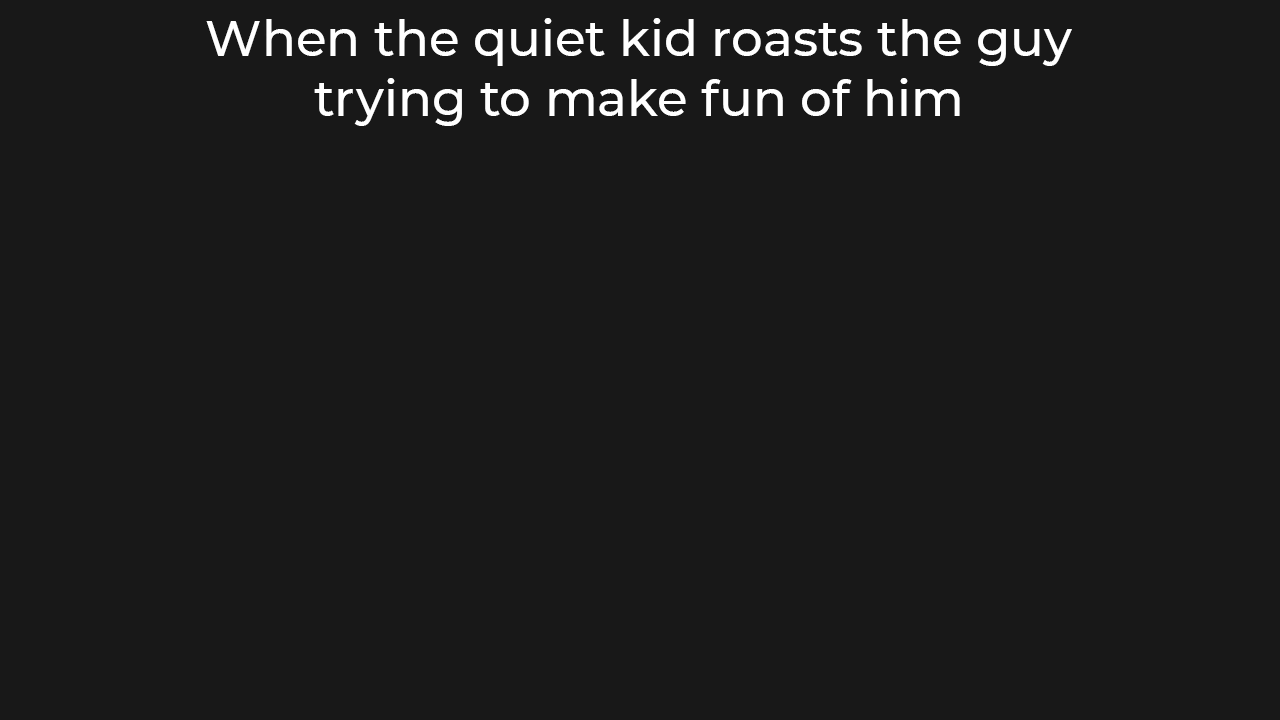 When the quiet kid roasts the guy
trying to make fun of him